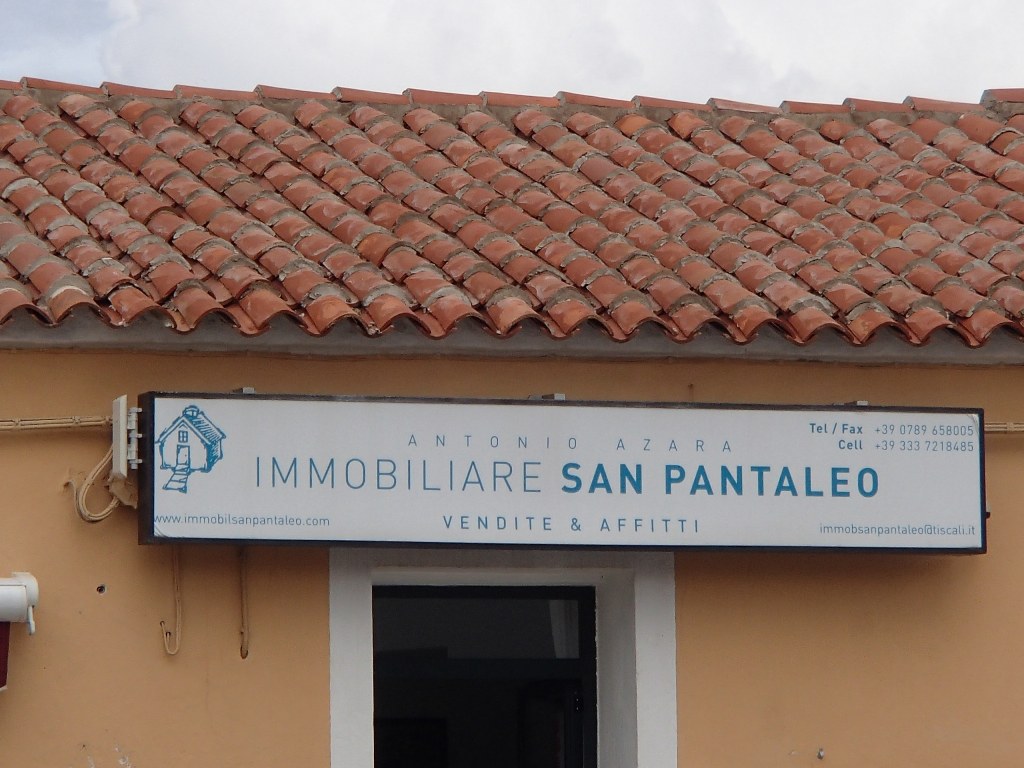 ANTONIO AZARA
IMMOBILIARE SAN PANTALEO
VENDITE & AFFITTI
Tel / Fax +39 0789 658005
Cell +39 333 7218485
www.immobilsanpantaleo.com
immobsanpantaleo@tiscali.it